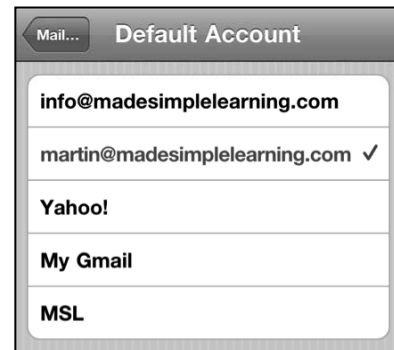 Mail...
Default Account
info@madesimplelearning.com
martin@madesimplelearning.com ✓
Yahoo!
My Gmail
MSL